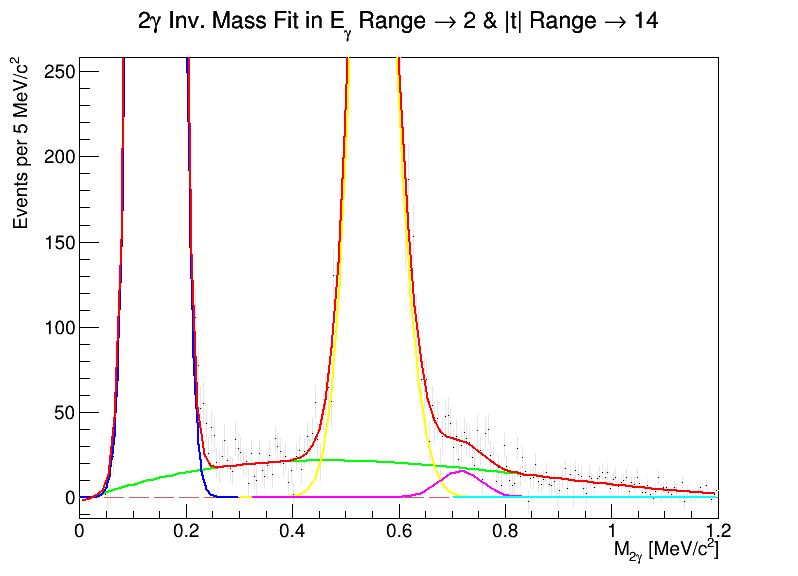 2γ Inv. Mass Fit in Eγ Range → 2 & |t| Range → 14
Events per 5 MeV/c²
250
200
150
100
50
0
0 0.2 0.4 0.6 0.8 1 1.2
M2γ [MeV/c²]